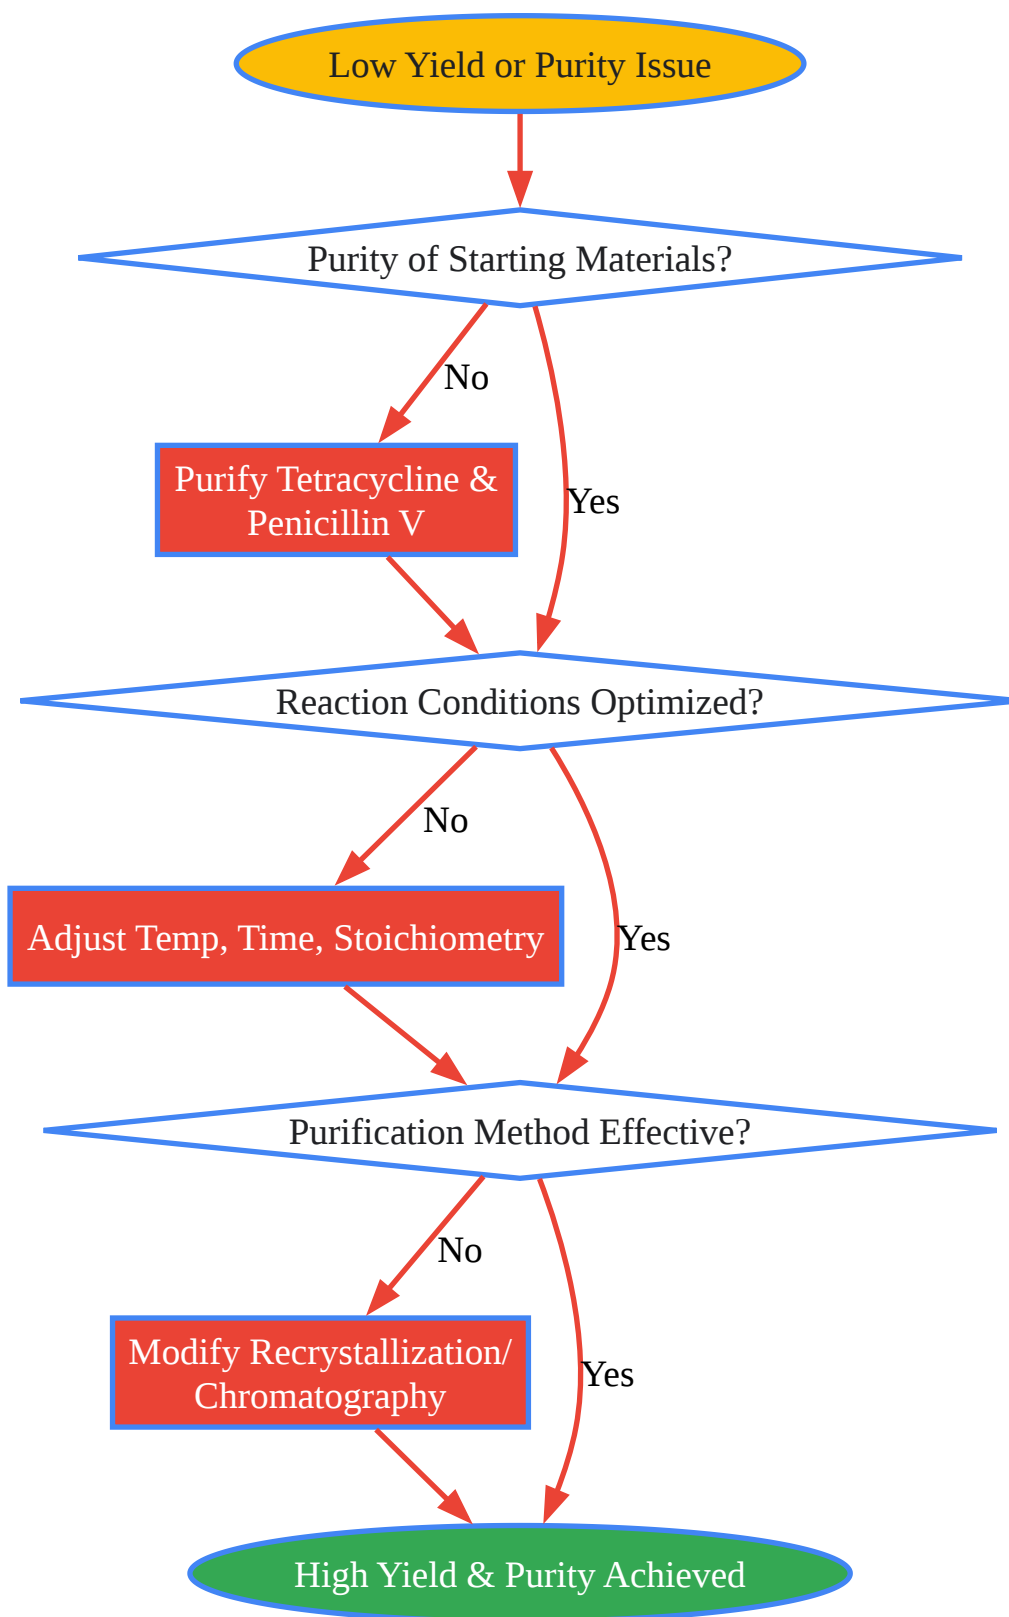 Low Yield or Purity Issue
Purity of Starting Materials?
No
Purify Tetracycline &
Penicillin V
Yes
Reaction Conditions Optimized?
No
Adjust Temp, Time, Stoichiometry
Yes
Purification Method Effective?
No
Modify Recrystallization/
Chromatography
Yes
High Yield & Purity Achieved